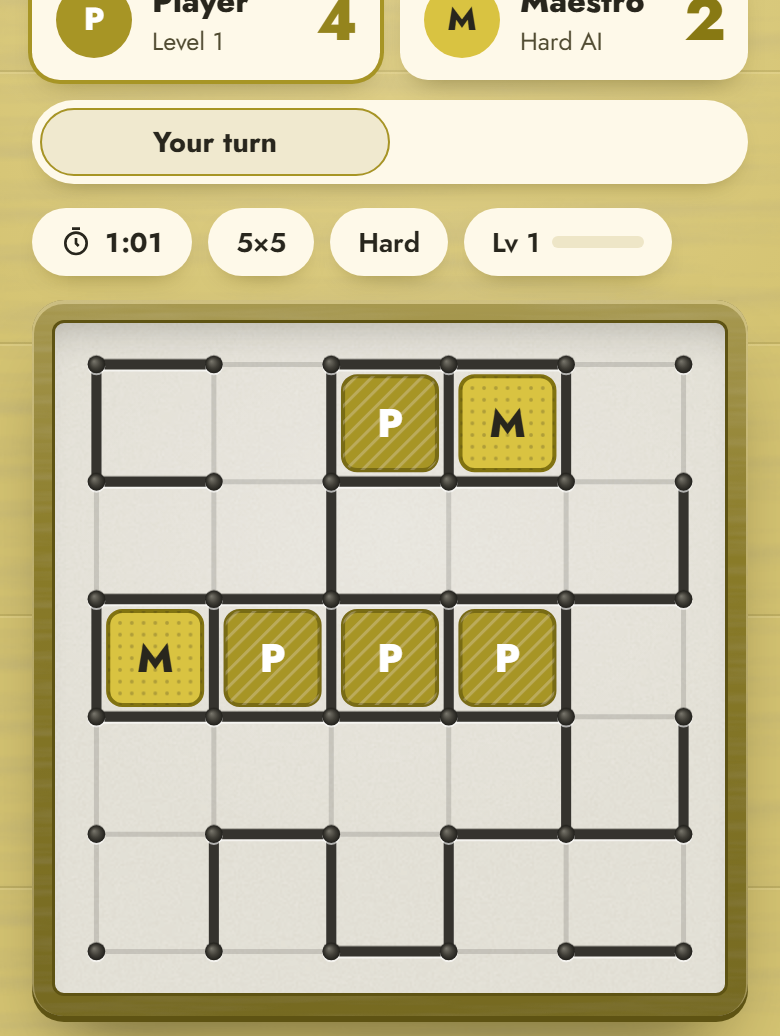 P
Player
Level 1
4
M
Maestro
Hard AI
2
Your turn
1:01
5×5
Hard
Lv 1
P M
M P P P